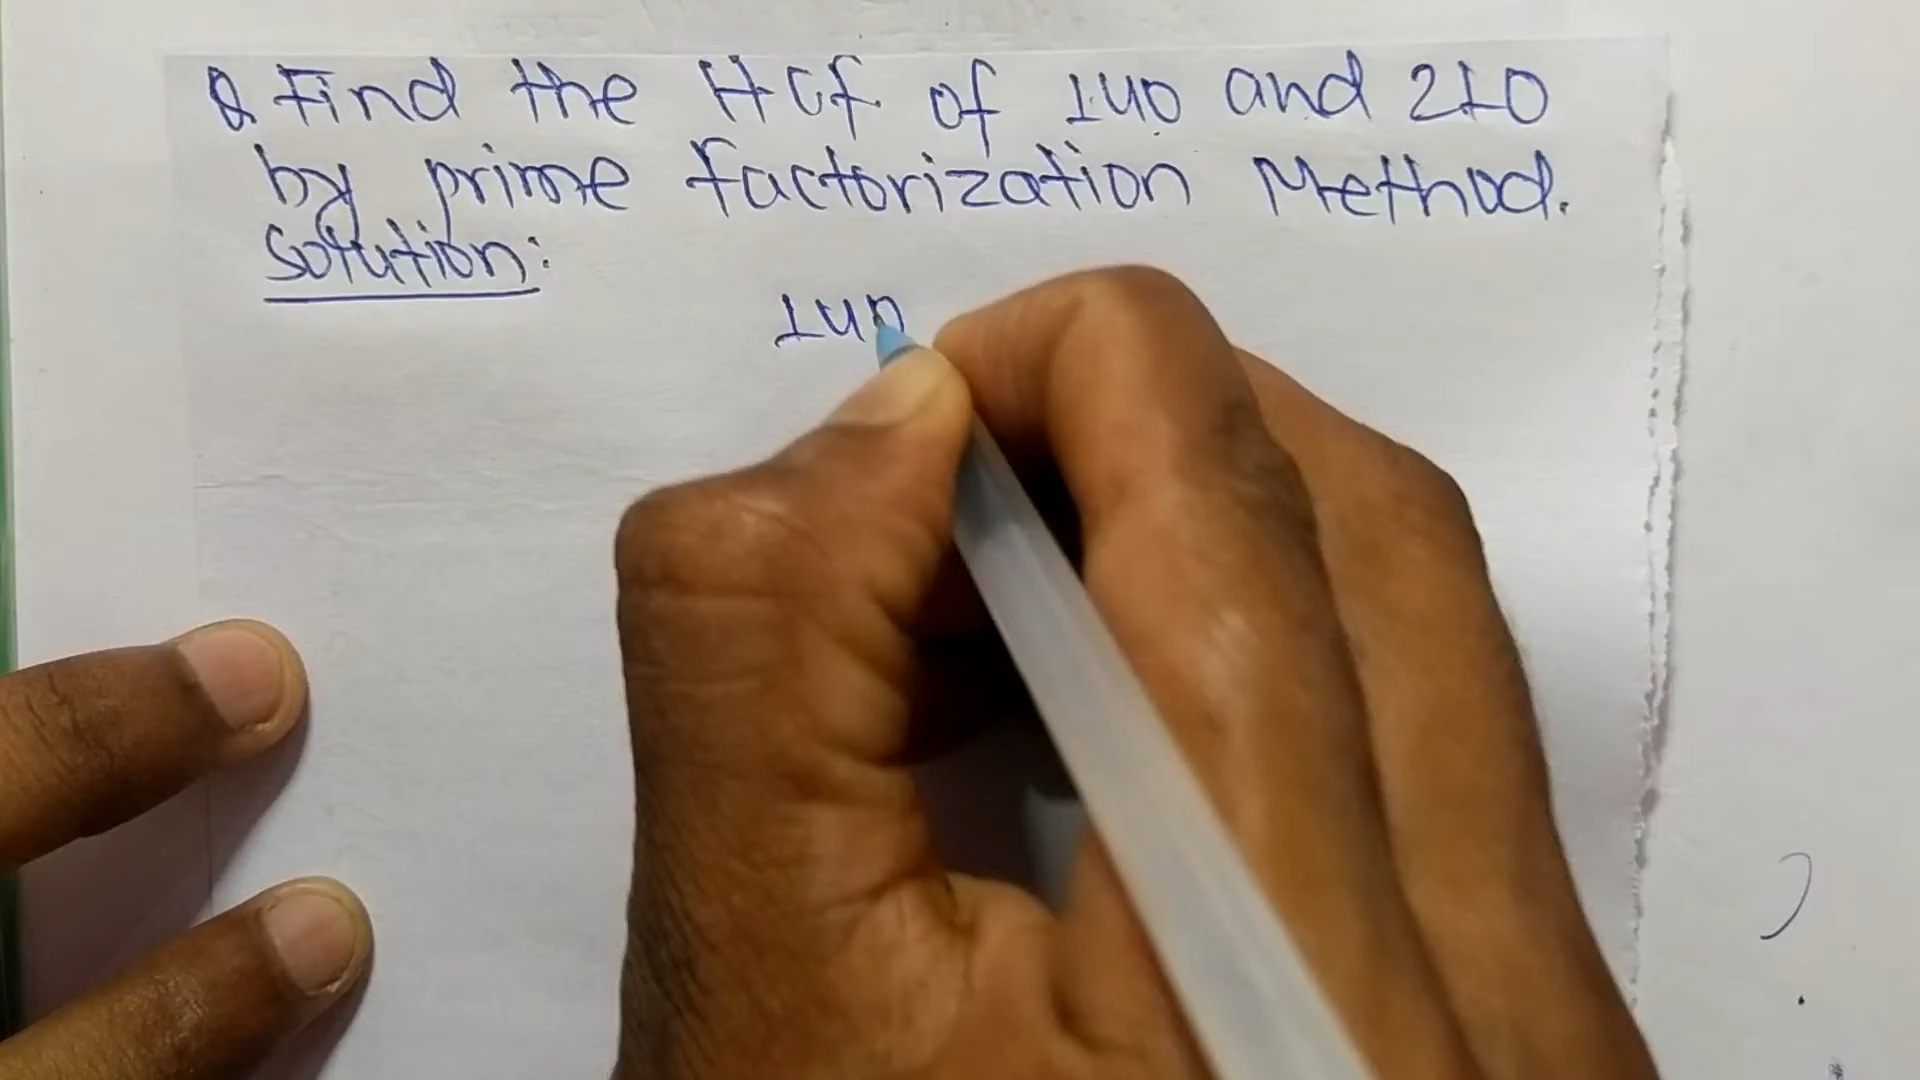 Q Find the HCf of 140 and 210
by prime factorization Method.
Solution:
140